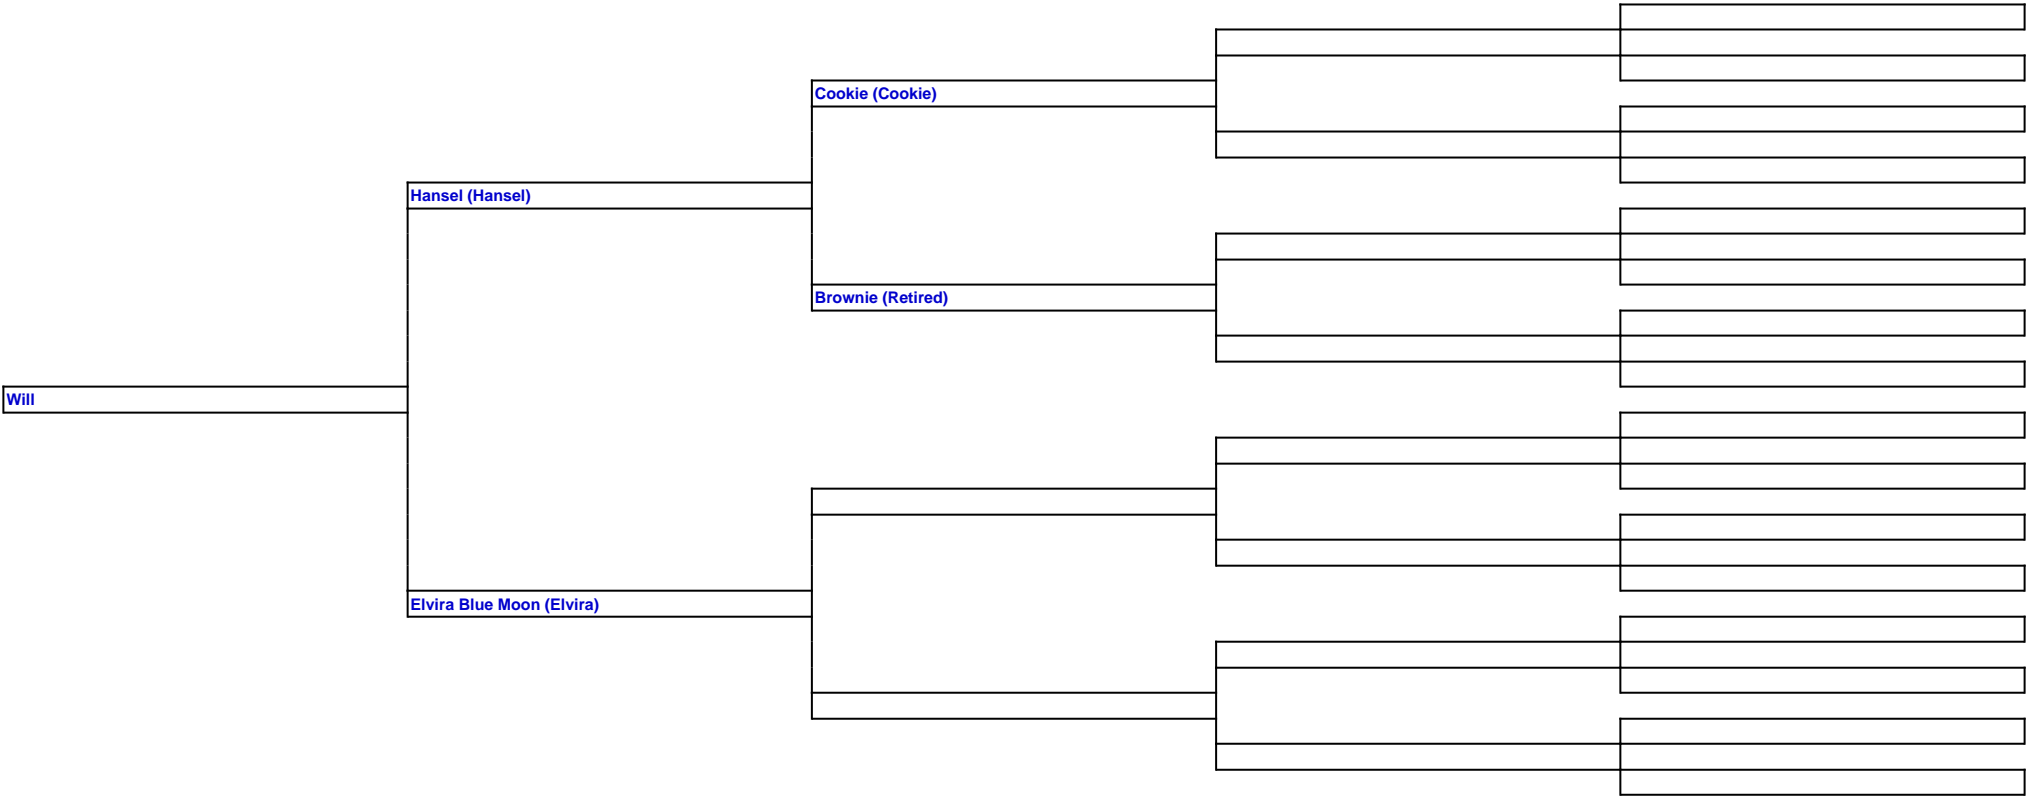 Cookie (Cookie)
Hansel (Hansel)
Brownie (Retired)
Will
Elvira Blue Moon (Elvira)